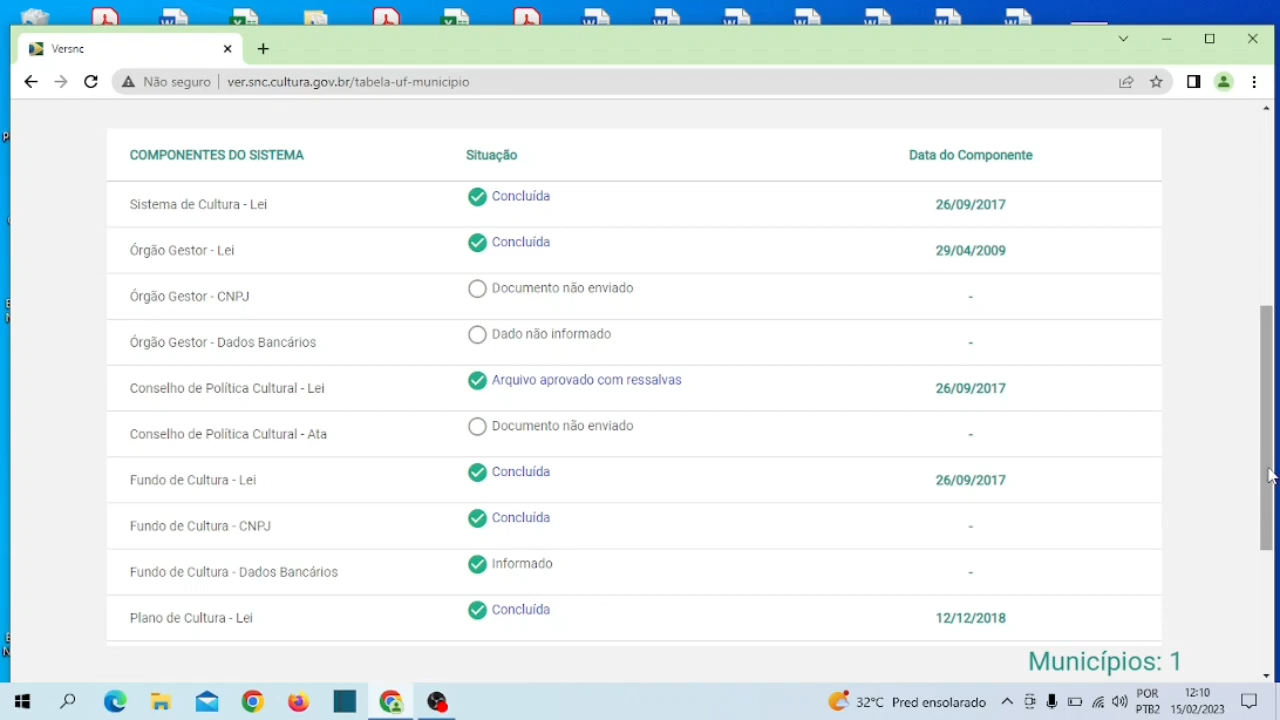 Versnc
Não seguro ver.snc.cultura.gov.br/tabela-uf-municipio
COMPONENTES DO SISTEMA Situação Data do Componente
Sistema de Cultura - Lei Concluída 26/09/2017
Órgão Gestor - Lei Concluída 29/04/2009
Órgão Gestor - CNPJ Documento não enviado -
Órgão Gestor - Dados Bancários Dado não informado -
Conselho de Política Cultural - Lei Arquivo aprovado com ressalvas 26/09/2017
Conselho de Política Cultural - Ata Documento não enviado -
Fundo de Cultura - Lei Concluída 26/09/2017
Fundo de Cultura - CNPJ Concluída -
Fundo de Cultura - Dados Bancários Informado -
Plano de Cultura - Lei Concluída 12/12/2018
Municípios: 1
32°C Pred ensolarado POR 12:10
PTB2 15/02/2023